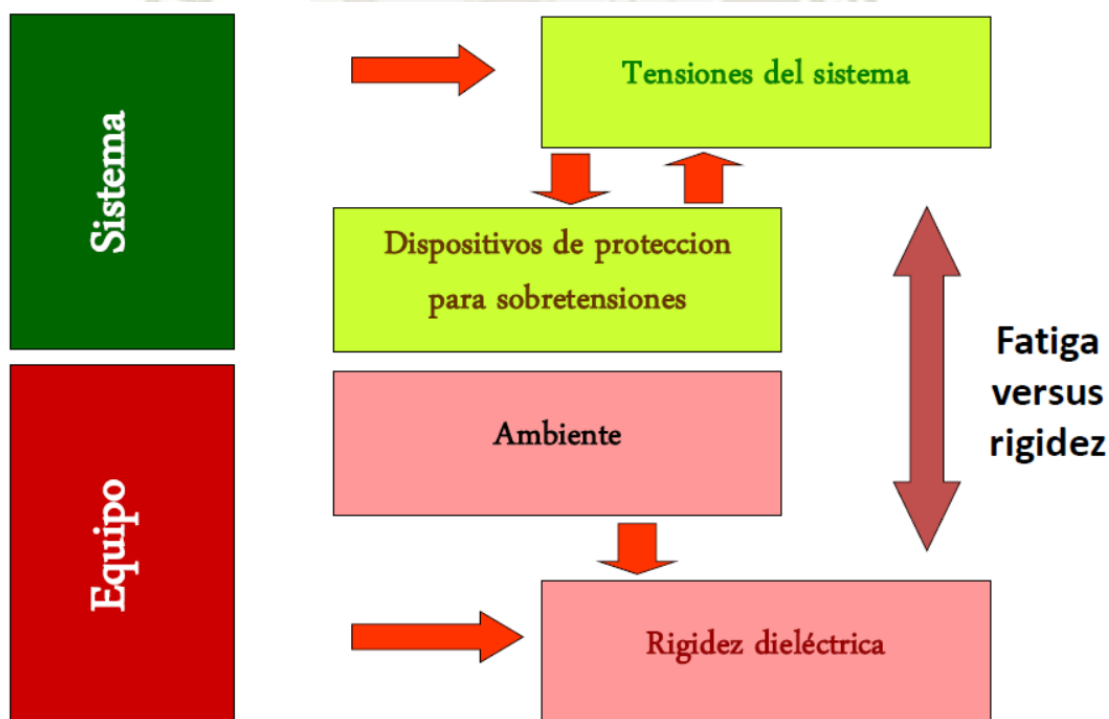 Sistema
Tensiones del sistema
Dispositivos de proteccion
para sobretensiones
Fatiga
versus
rigidez
Equipo
Ambiente
Rigidez dieléctrica